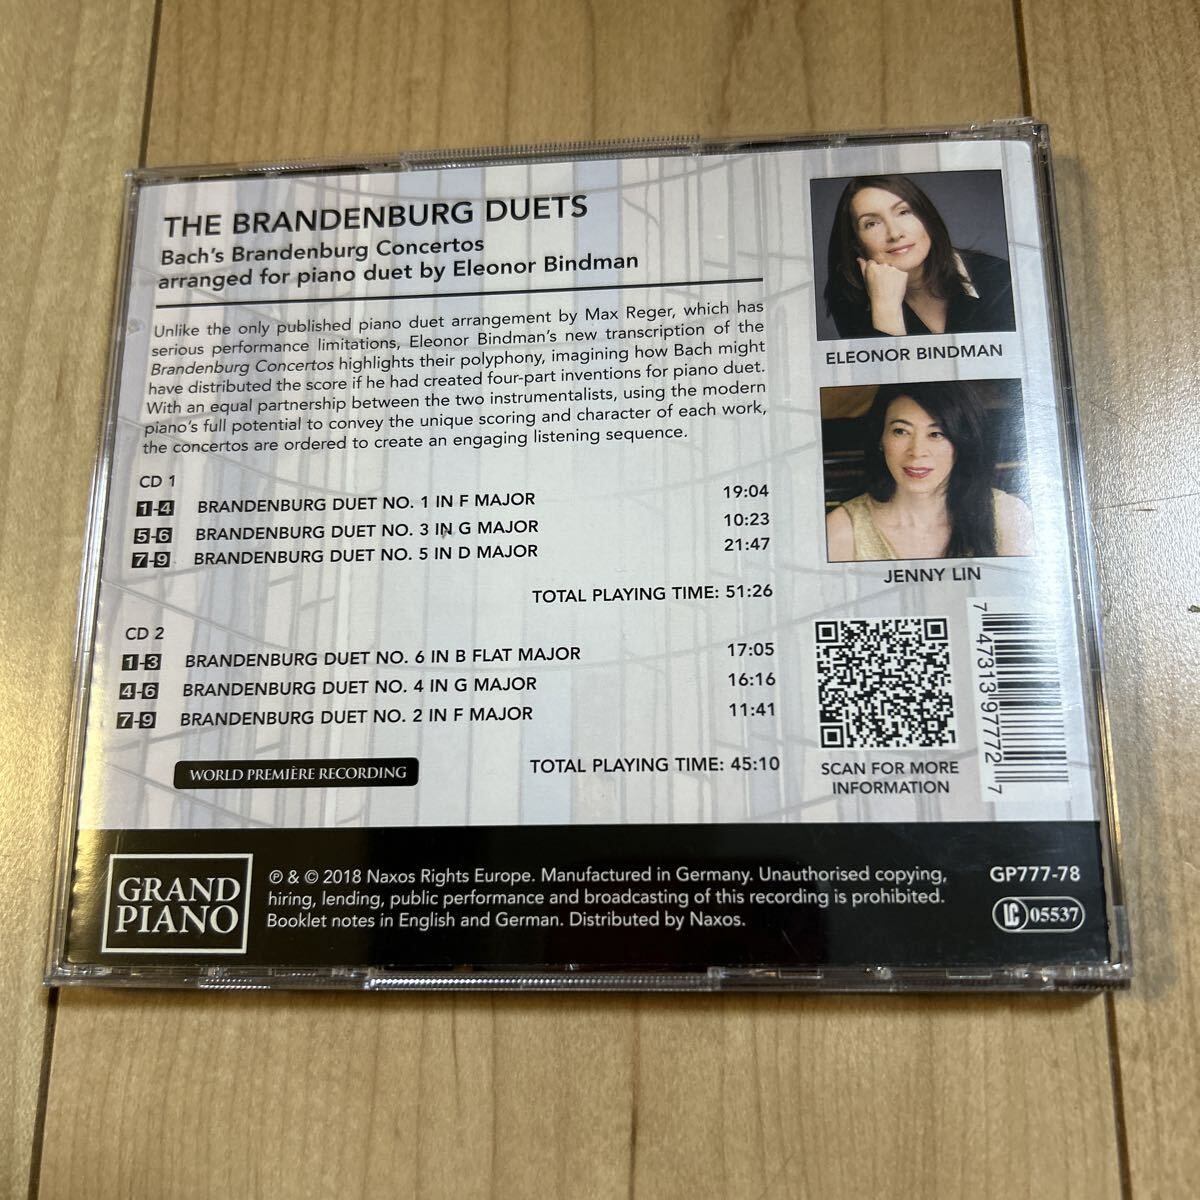 THE BRANDENBURG DUETS
Bach's Brandenburg Concertos
arranged for piano duet by Eleonor Bindman
Unlike the only published piano duet arrangement by Max Reger, which has
serious performance limitations, Eleonor Bindman's new transcription of the
Brandenburg Concertos highlights their polyphony, imagining how Bach might
have distributed the score if he had created four-part inventions for piano duet.
With an equal partnership between the two instrumentalists, using the modern
piano's full potential to convey the unique scoring and character of each work,
the concertos are ordered to create an engaging listening sequence.
CD 1
1-4 BRANDENBURG DUET NO. 1 IN F MAJOR 19:04
5-6 BRANDENBURG DUET NO. 3 IN G MAJOR 10:23
7-9 BRANDENBURG DUET NO. 5 IN D MAJOR 21:47
TOTAL PLAYING TIME: 51:26
CD 2
1-3 BRANDENBURG DUET NO. 6 IN B FLAT MAJOR 17:05
4-6 BRANDENBURG DUET NO. 4 IN G MAJOR 16:16
7-9 BRANDENBURG DUET NO. 2 IN F MAJOR 11:41
WORLD PREMIÈRE RECORDING
TOTAL PLAYING TIME: 45:10
ELEONOR BINDMAN
JENNY LIN
SCAN FOR MORE
INFORMATION
7 47313 97772 7
GRAND
PIANO
℗ & © 2018 Naxos Rights Europe. Manufactured in Germany. Unauthorised copying,
hiring, lending, public performance and broadcasting of this recording is prohibited.
Booklet notes in English and German. Distributed by Naxos.
GP777-78
LC 05537